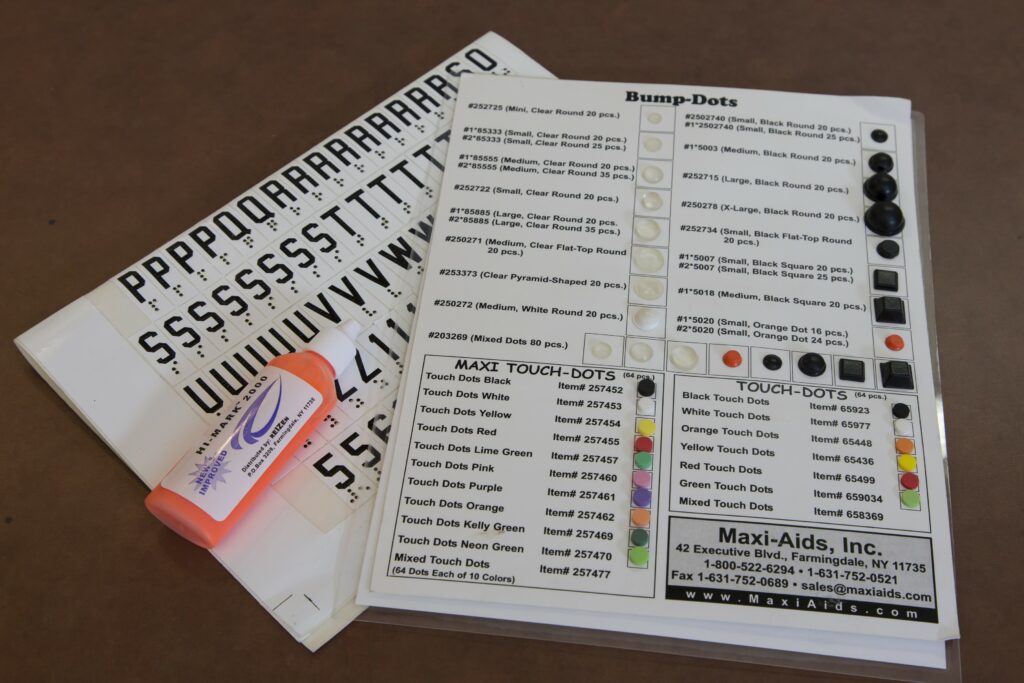 Bump-Dots
#252725 (Mini, Clear Round 20 pcs.)
#1*85333 (Small, Clear Round 20 pcs.)
#2*85333 (Small, Clear Round 25 pcs.)
#1*85555 (Medium, Clear Round 20 pcs.)
#2*85555 (Medium, Clear Round 35 pcs.)
#252722 (Small, Clear Round 20 pcs.)
#1*85885 (Large, Clear Round 20 pcs.
#2*85885 (Large, Clear Round 35 pcs.)
#250271 (Medium, Clear Flat-Top Round
20 pcs.)
#253373 (Clear Pyramid-Shaped 20 pcs.)
#250272 (Medium, White Round 20 pcs.)
#203269 (Mixed Dots 80 pcs.)
#2502740 (Small, Black Round 20 pcs.)
#1*2502740 (Small, Black Round 25 pcs.)
#1*5003 (Medium, Black Round 20 pcs.)
#252715 (Large, Black Round 20 pcs.)
#250278 (X-Large, Black Round 20 pcs.)
#252734 (Small, Black Flat-Top Round
20 pcs.)
#1*5007 (Small, Black Square 20 pcs.)
#2*5007 (Small, Black Square 25 pcs.)
#1*5018 (Medium, Black Square 20 pcs.)
#1*5020 (Small, Orange Dot 16 pcs.)
#2*5020 (Small, Orange Dot 24 pcs.)
MAXI TOUCH-DOTS (64 pcs.)
Touch Dots Black Item# 257452
Touch Dots White Item# 257453
Touch Dots Yellow Item# 257454
Touch Dots Red Item# 257455
Touch Dots Lime Green Item# 257457
Touch Dots Pink Item# 257460
Touch Dots Purple Item# 257461
Touch Dots Orange Item# 257462
Touch Dots Kelly Green Item# 257469
Touch Dots Neon Green Item# 257470
Mixed Touch Dots Item# 257477
(64 Dots Each of 10 Colors)
TOUCH-DOTS (64 pcs.)
Black Touch Dots Item# 65923
White Touch Dots Item# 65977
Orange Touch Dots Item# 65448
Yellow Touch Dots Item# 65436
Red Touch Dots Item# 65499
Green Touch Dots Item# 659034
Mixed Touch Dots Item# 658369
Maxi-Aids, Inc.
42 Executive Blvd., Farmingdale, NY 11735
1-800-522-6294 • 1-631-752-0521
Fax 1-631-752-0689 • sales@maxiaids.com
www.MaxiAids.com
HI-MARK 2000
NEW
IMPROVED
Distributed by: REIZEN
P.O.Box 3209, Farmingdale, NY 11735